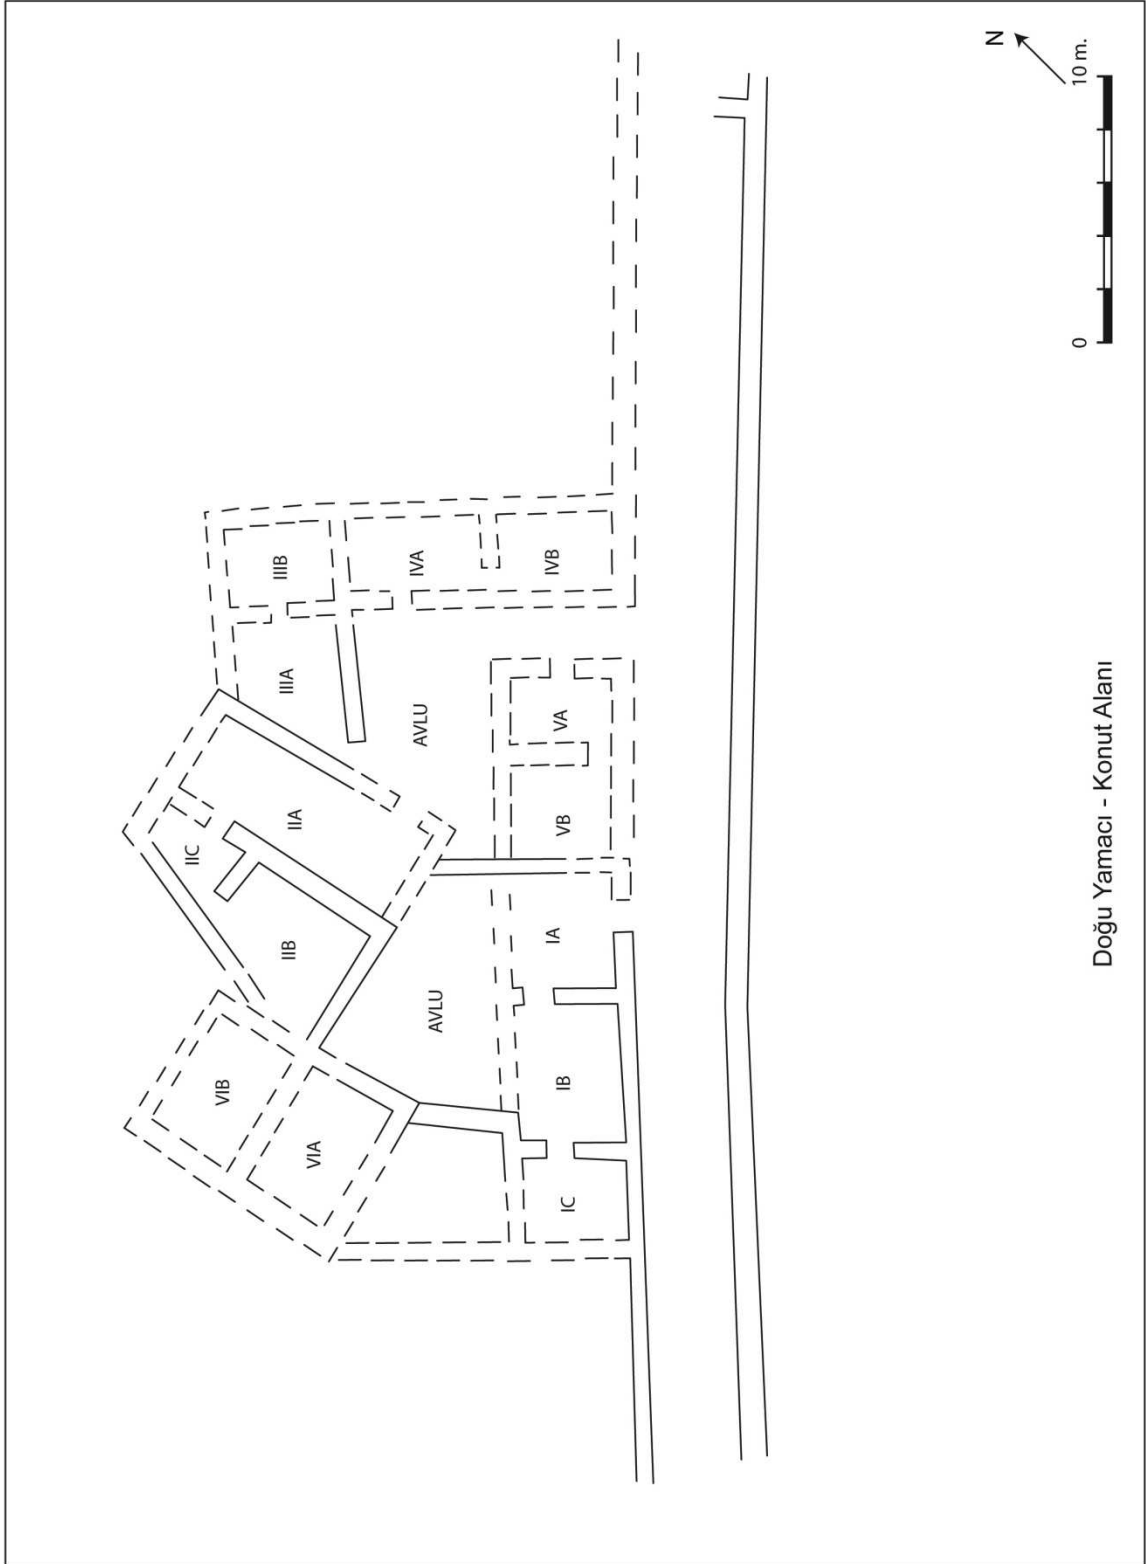 VIB
VIA
IIC
IIB
IIA
IIIA
IIIB
AVLU
AVLU
IVA
IC
IB
IA
VB
VA
IVB
Doğu Yamacı - Konut Alanı
0
10 m.
N